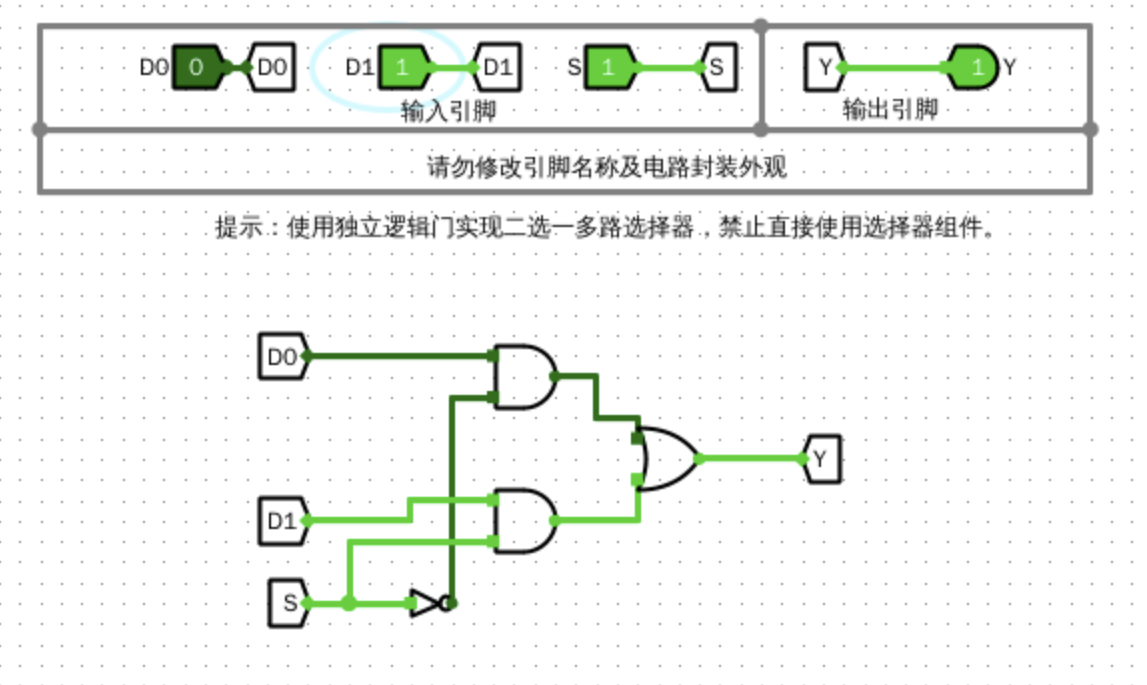 D0 0 D0 D1 1 D1 S 1 S Y 1 Y
输入引脚 输出引脚
请勿修改引脚名称及电路封装外观
提示：使用独立逻辑门实现二选一多路选择器，禁止直接使用选择器组件。
D0
Y
D1
S